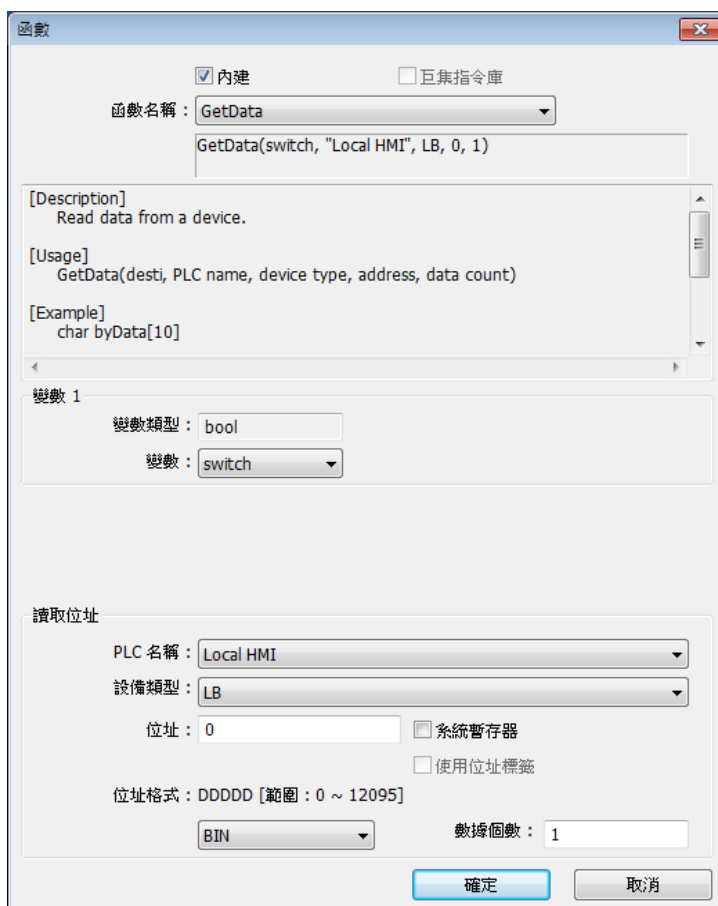 函數
內建 巨集指令庫
函數名稱： GetData
GetData(switch, "Local HMI", LB, 0, 1)
[Description]
Read data from a device.
[Usage]
GetData(desti, PLC name, device type, address, data count)
[Example]
char byData[10]
變數 1
變數類型： bool
變數： switch
讀取位址
PLC 名稱： Local HMI
設備類型： LB
位址： 0 系統暫存器
使用位址標籤
位址格式：DDDDD [範圍：0 ~ 12095]
BIN 數據個數： 1
確定 取消